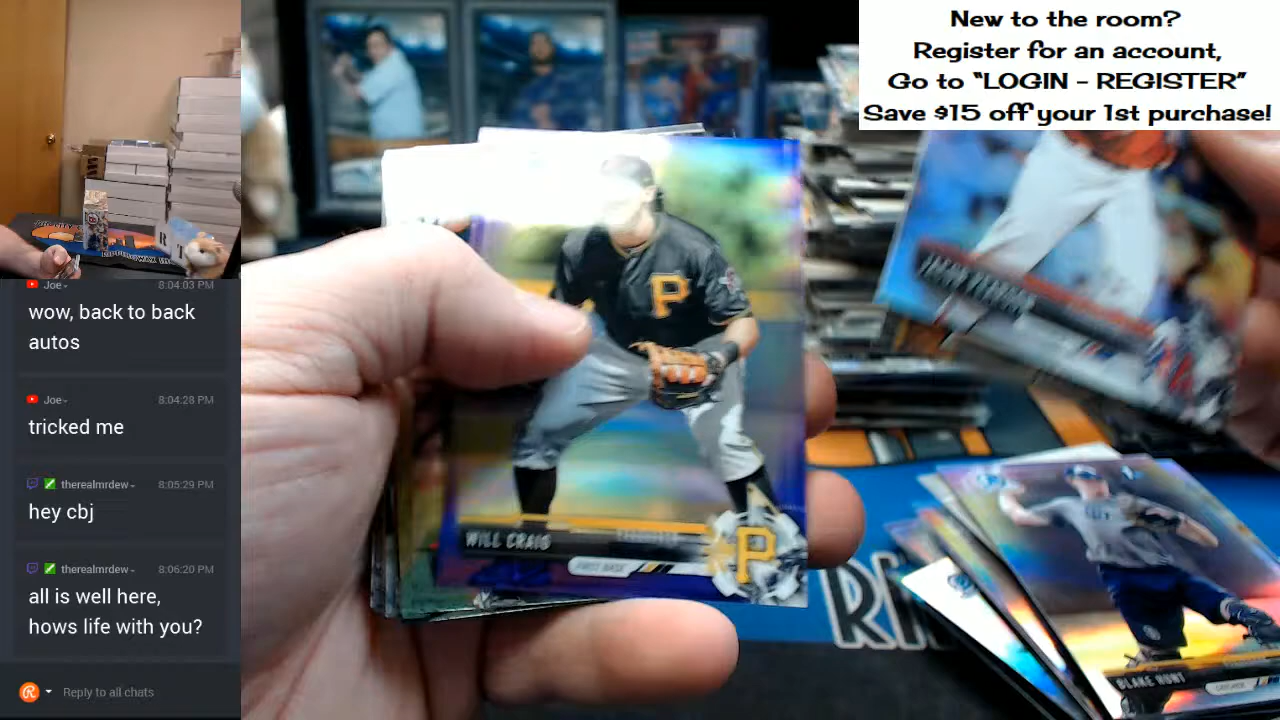 New to the room?
Register for an account,
Go to "LOGIN - REGISTER"
Save $15 off your 1st purchase!
Joe
8:04:03 PM
wow, back to back
autos
Joe
8:04:28 PM
tricked me
therealmrdew
8:05:29 PM
hey cbj
therealmrdew
8:06:20 PM
all is well here,
hows life with you?
Reply to all chats
P
WILL CRAIG
FIRST BASE
P
BLAKE HUNT
RI